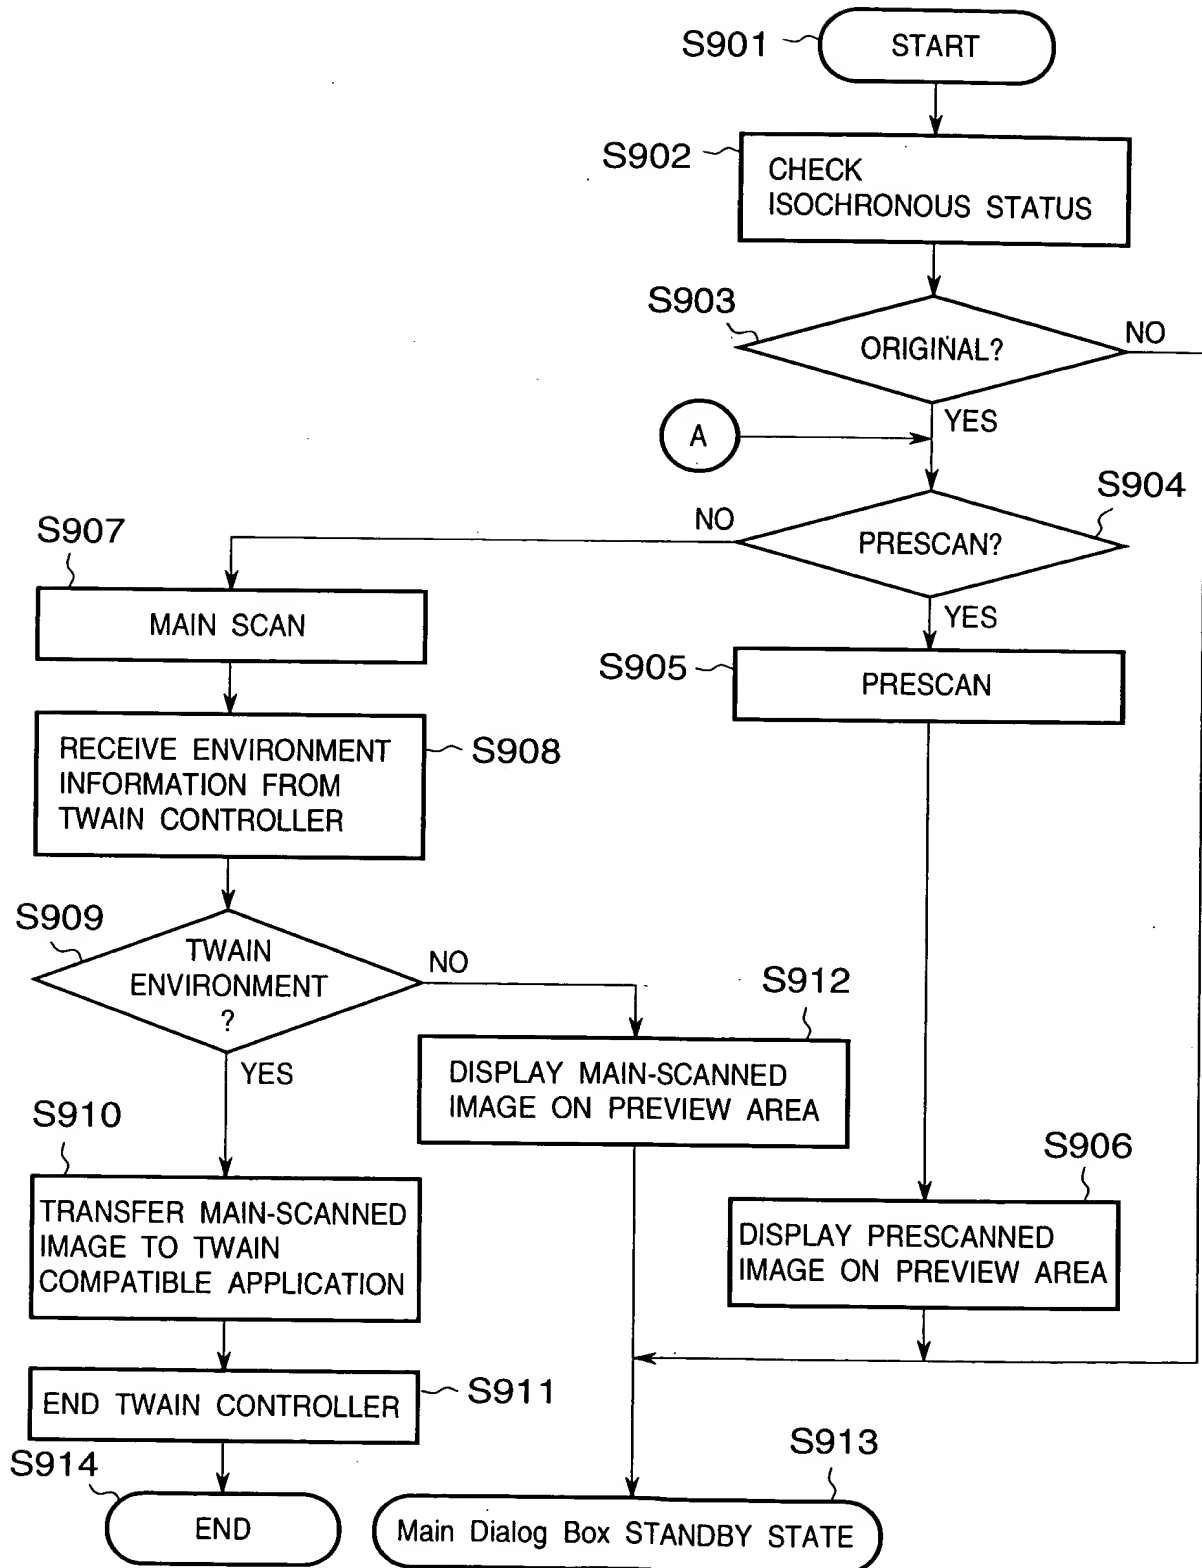 S901
START
S902
CHECK
ISOCHRONOUS STATUS
S903
ORIGINAL?
NO
YES
A
S904
PRESCAN?
NO
YES
S907
MAIN SCAN
S905
PRESCAN
RECEIVE ENVIRONMENT
INFORMATION FROM
TWAIN CONTROLLER
S908
S909
TWAIN
ENVIRONMENT
?
NO
YES
S912
DISPLAY MAIN-SCANNED
IMAGE ON PREVIEW AREA
S910
TRANSFER MAIN-SCANNED
IMAGE TO TWAIN
COMPATIBLE APPLICATION
S906
DISPLAY PRESCANNED
IMAGE ON PREVIEW AREA
END TWAIN CONTROLLER
S911
S914
END
S913
Main Dialog Box STANDBY STATE